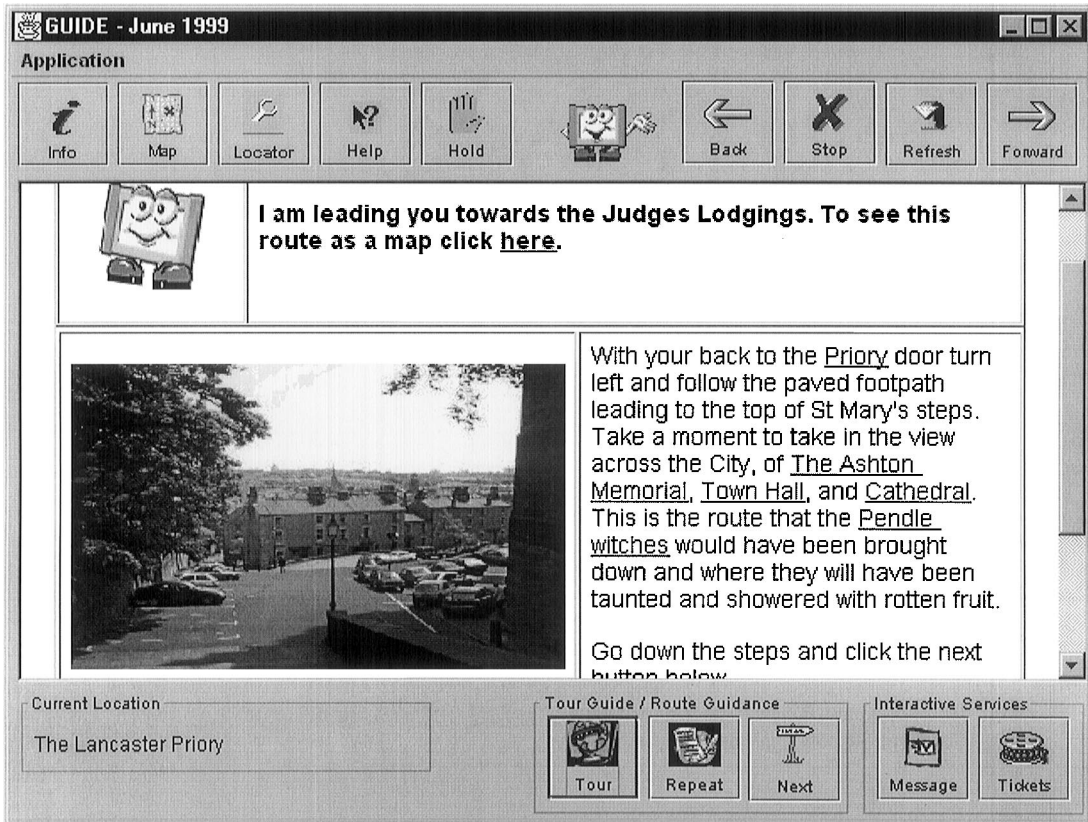 GUIDE - June 1999
Application
Info
Map
Locator
Help
Hold
Back
Stop
Refresh
Forward
I am leading you towards the Judges Lodgings. To see this
route as a map click here.
With your back to the Priory door turn
left and follow the paved footpath
leading to the top of St Mary's steps.
Take a moment to take in the view
across the City, of The Ashton
Memorial, Town Hall, and Cathedral.
This is the route that the Pendle
witches would have been brought
down and where they will have been
taunted and showered with rotten fruit.
Go down the steps and click the next
button below
Current Location
The Lancaster Priory
Tour Guide / Route Guidance
Tour
Repeat
Next
Interactive Services
Message
Tickets